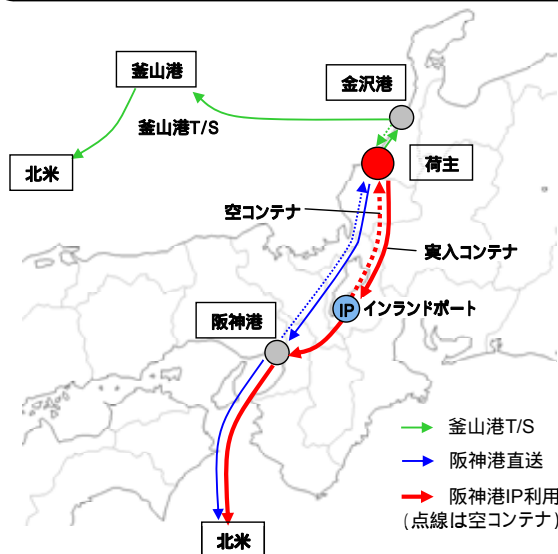 釜山港
金沢港
釜山港T/S
北米
荷主
空コンテナ
実入コンテナ
IP
インランドポート
阪神港
釜山港T/S
阪神港直送
阪神港IP利用
(点線は空コンテナ)
北米